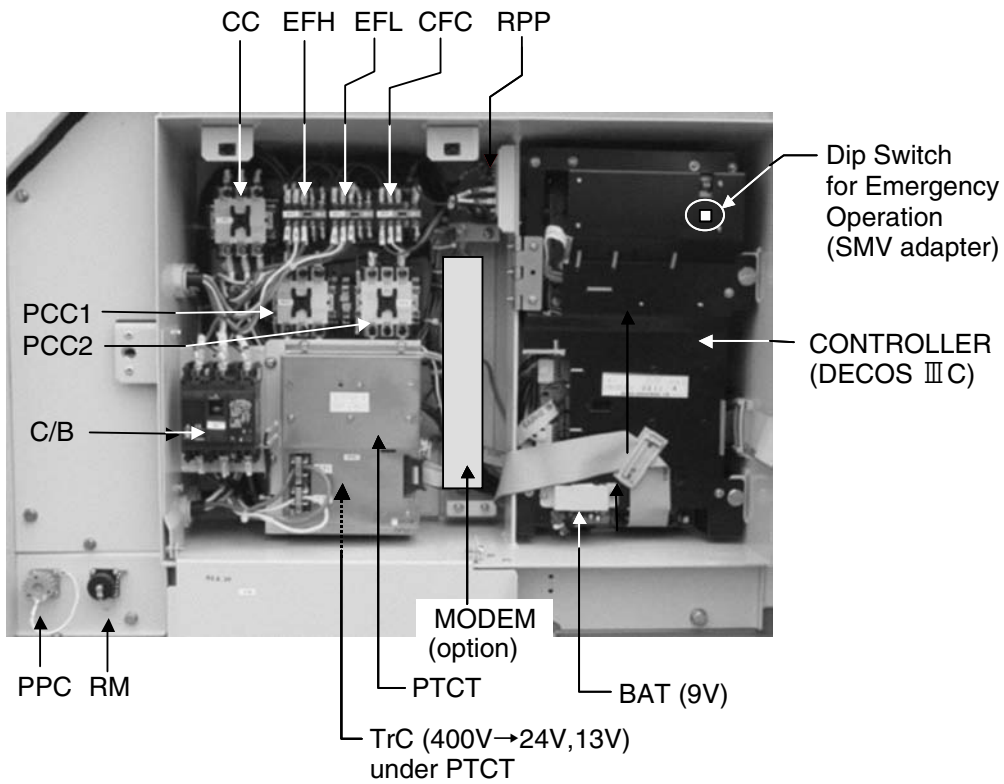 CC EFH EFL CFC RPP
Dip Switch
for Emergency
Operation
(SMV adapter)
PCC1
PCC2
CONTROLLER
(DECOS ⅢC)
C/B
MODEM
(option)
PPC RM
PTCT
BAT (9V)
TrC (400V→24V,13V)
under PTCT